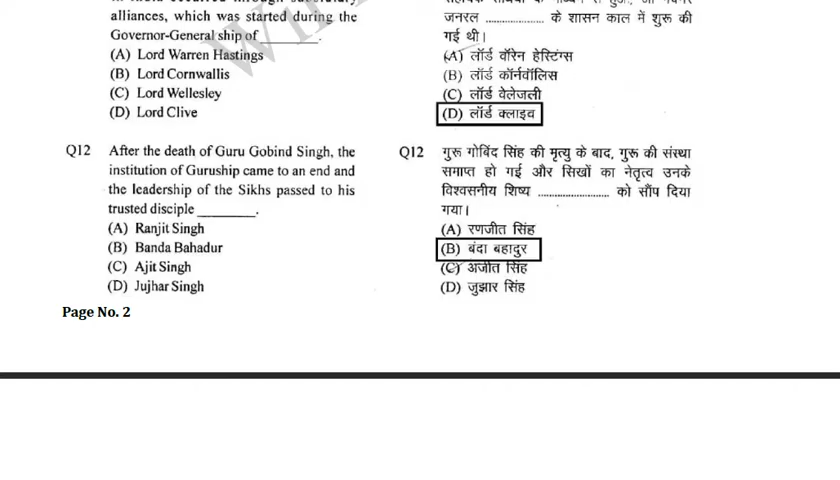 alliances, which was started during the
Governor-General ship of ________
(A) Lord Warren Hastings
(B) Lord Cornwallis
(C) Lord Wellesley
(D) Lord Clive
जनरल ................ के शासन काल में शुरू की
गई थी।
(A) लॉर्ड वॉरेन हेस्टिंग्स
(B) लॉर्ड कॉर्नवॉलिस
(C) लॉर्ड वेलेजली
(D) लॉर्ड क्लाइव
Q12 After the death of Guru Gobind Singh, the
institution of Guruship came to an end and
the leadership of the Sikhs passed to his
trusted disciple ________.
(A) Ranjit Singh
(B) Banda Bahadur
(C) Ajit Singh
(D) Jujhar Singh
Q12 गुरू गोबिंद सिंह की मृत्यु के बाद, गुरू की संस्था
समाप्त हो गई और सिखों का नेतृत्व उनके
विश्वसनीय शिष्य ................... को सौंप दिया
गया।
(A) रणजीत सिंह
(B) बंदा बहादुर
(C) अजीत सिंह
(D) जुझार सिंह
Page No. 2